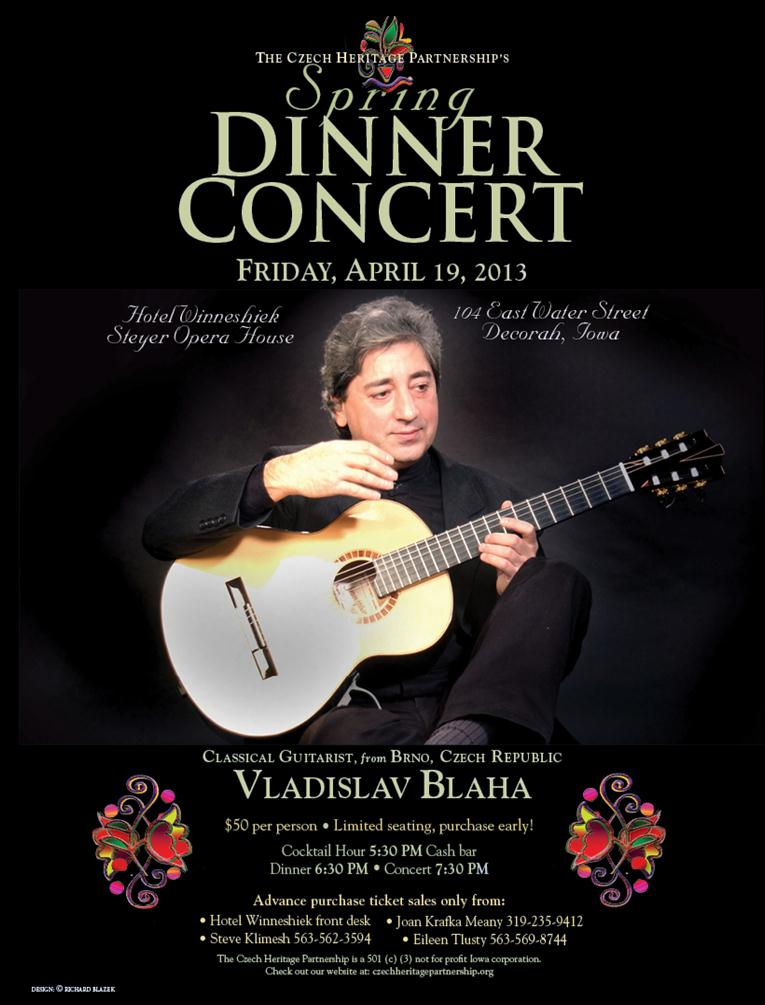 The Czech Heritage Partnership's
Spring
Dinner
Concert
Friday, April 19, 2013
Hotel Winneshiek
Steyer Opera House
104 East Water Street
Decorah, Iowa
Classical Guitarist, from Brno, Czech Republic
Vladislav Blaha
$50 per person • Limited seating, purchase early!
Cocktail Hour 5:30 PM Cash bar
Dinner 6:30 PM • Concert 7:30 PM
Advance purchase ticket sales only from:
• Hotel Winneshiek front desk • Joan Krafka Meany 319-235-9412
• Steve Klimesh 563-562-3594 • Eileen Tlusty 563-569-8744
The Czech Heritage Partnership is a 501 (c) (3) not for profit Iowa corporation.
Check out our website at: czechheritagepartnership.org
Design: © Richard Blazek